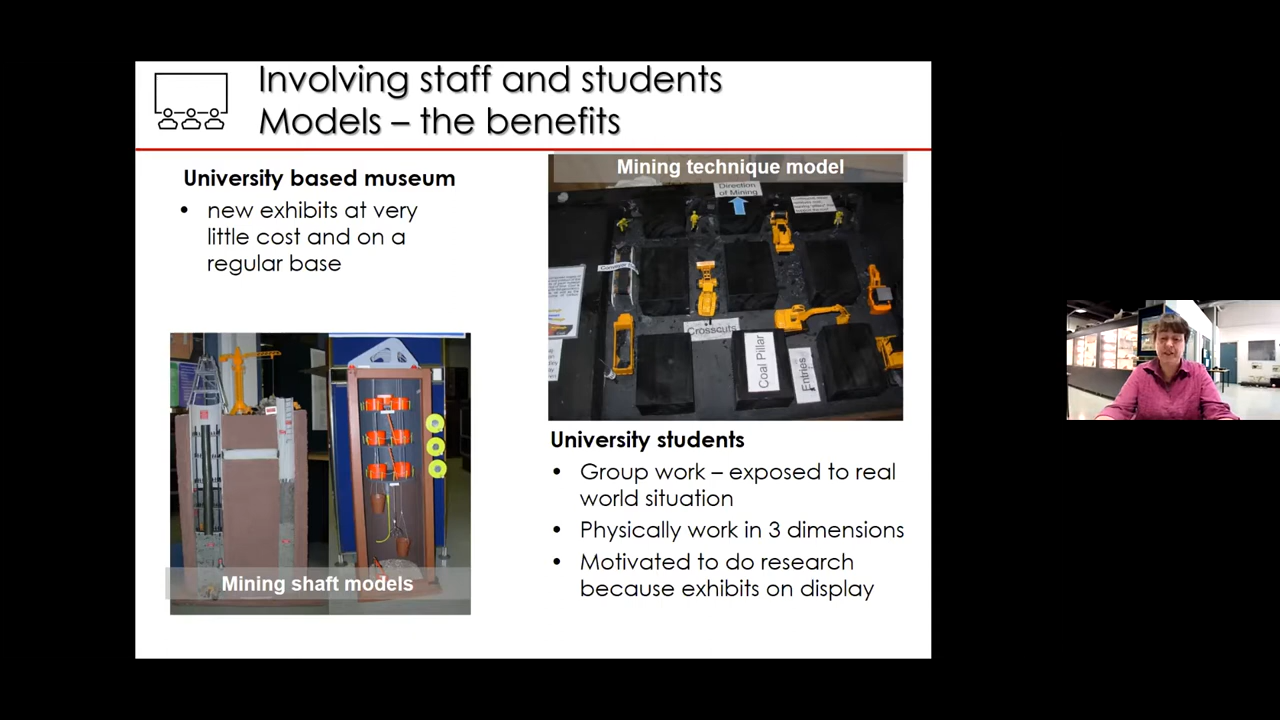 Involving staff and students
Models – the benefits
University based museum
• new exhibits at very
little cost and on a
regular base
Mining shaft models
Mining technique model
Direction
of Mining
Crosscuts
Coal Pillar
Entries
University students
• Group work – exposed to real
world situation
• Physically work in 3 dimensions
• Motivated to do research
because exhibits on display